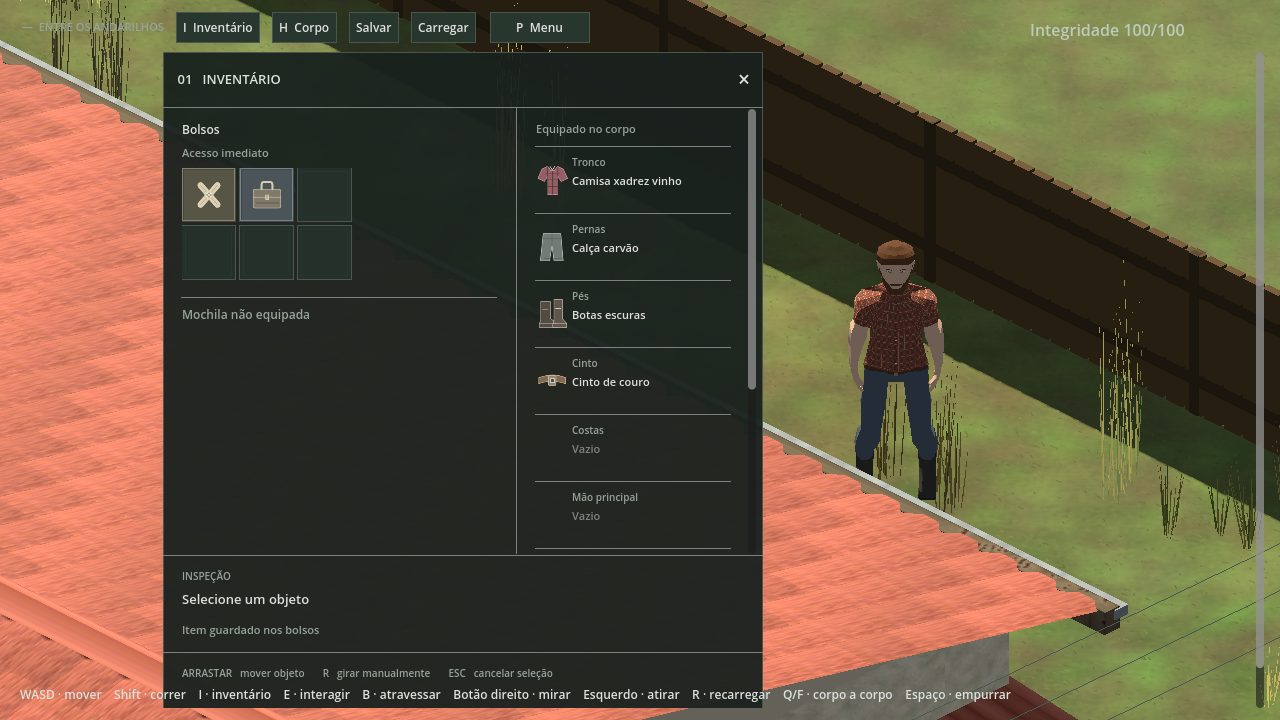 — ENTRE OS ANDARILHOS
I Inventário
H Corpo
Salvar
Carregar
P Menu
Integridade 100/100
01 INVENTÁRIO
×
Bolsos
Acesso imediato
Mochila não equipada
Equipado no corpo
Tronco
Camisa xadrez vinho
Pernas
Calça carvão
Pés
Botas escuras
Cinto
Cinto de couro
Costas
Vazio
Mão principal
Vazio
INSPEÇÃO
Selecione um objeto
Item guardado nos bolsos
ARRASTAR mover objeto R girar manualmente ESC cancelar seleção
WASD · mover Shift · correr I · inventário E · interagir B · atravessar Botão direito · mirar Esquerdo · atirar R · recarregar Q/F · corpo a corpo Espaço · empurrar